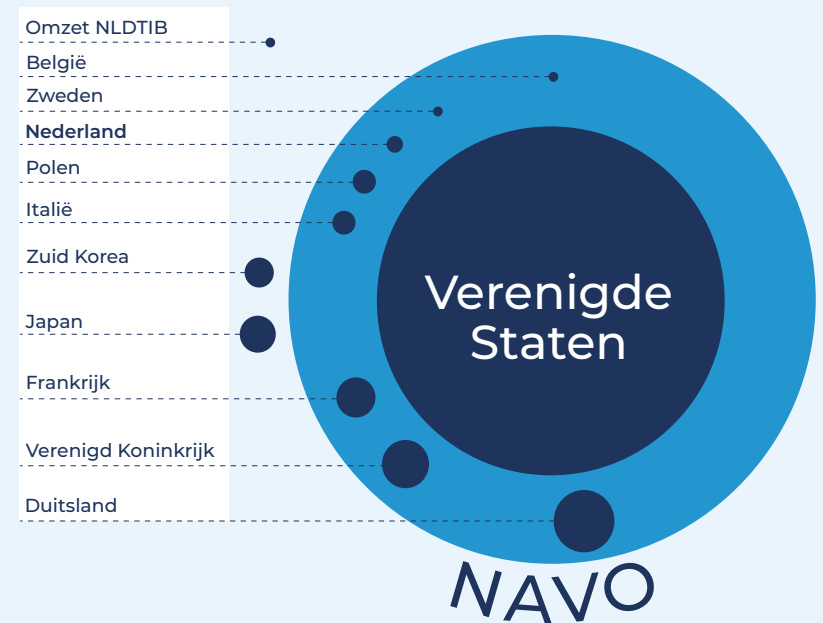 Omzet NLDTIB
België
Zweden
Nederland
Polen
Italië
Zuid Korea
Japan
Frankrijk
Verenigd Koninkrijk
Duitsland
Verenigde
Staten
NAVO